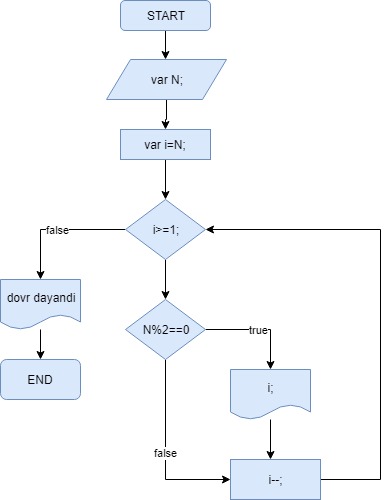 START
var N;
var i=N;
i>=1;
false
dovr dayandi
N%2==0
true
END
i;
false
i--;